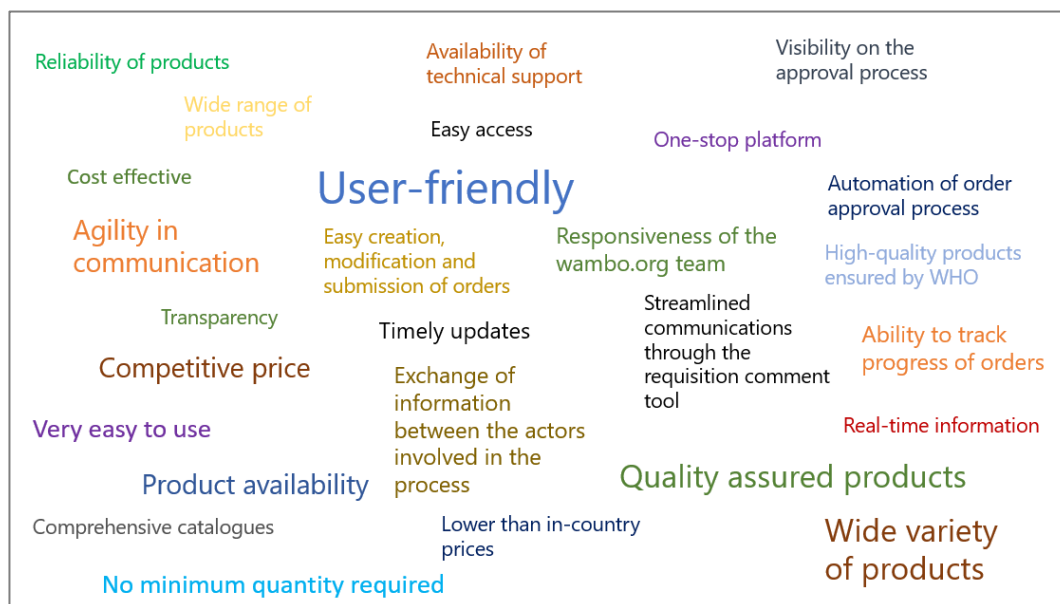 Reliability of products
Availability of
technical support
Visibility on the
approval process
Wide range of
products
Easy access
One-stop platform
Cost effective
User-friendly
Automation of order
approval process
Agility in
communication
Easy creation,
modification and
submission of orders
Responsiveness of the
wambo.org team
High-quality products
ensured by WHO
Transparency
Timely updates
Streamlined
communications
through the
requisition comment
tool
Ability to track
progress of orders
Competitive price
Exchange of
information
between the actors
involved in the
process
Very easy to use
Real-time information
Product availability
Quality assured products
Comprehensive catalogues
Lower than in-country
prices
Wide variety
of products
No minimum quantity required